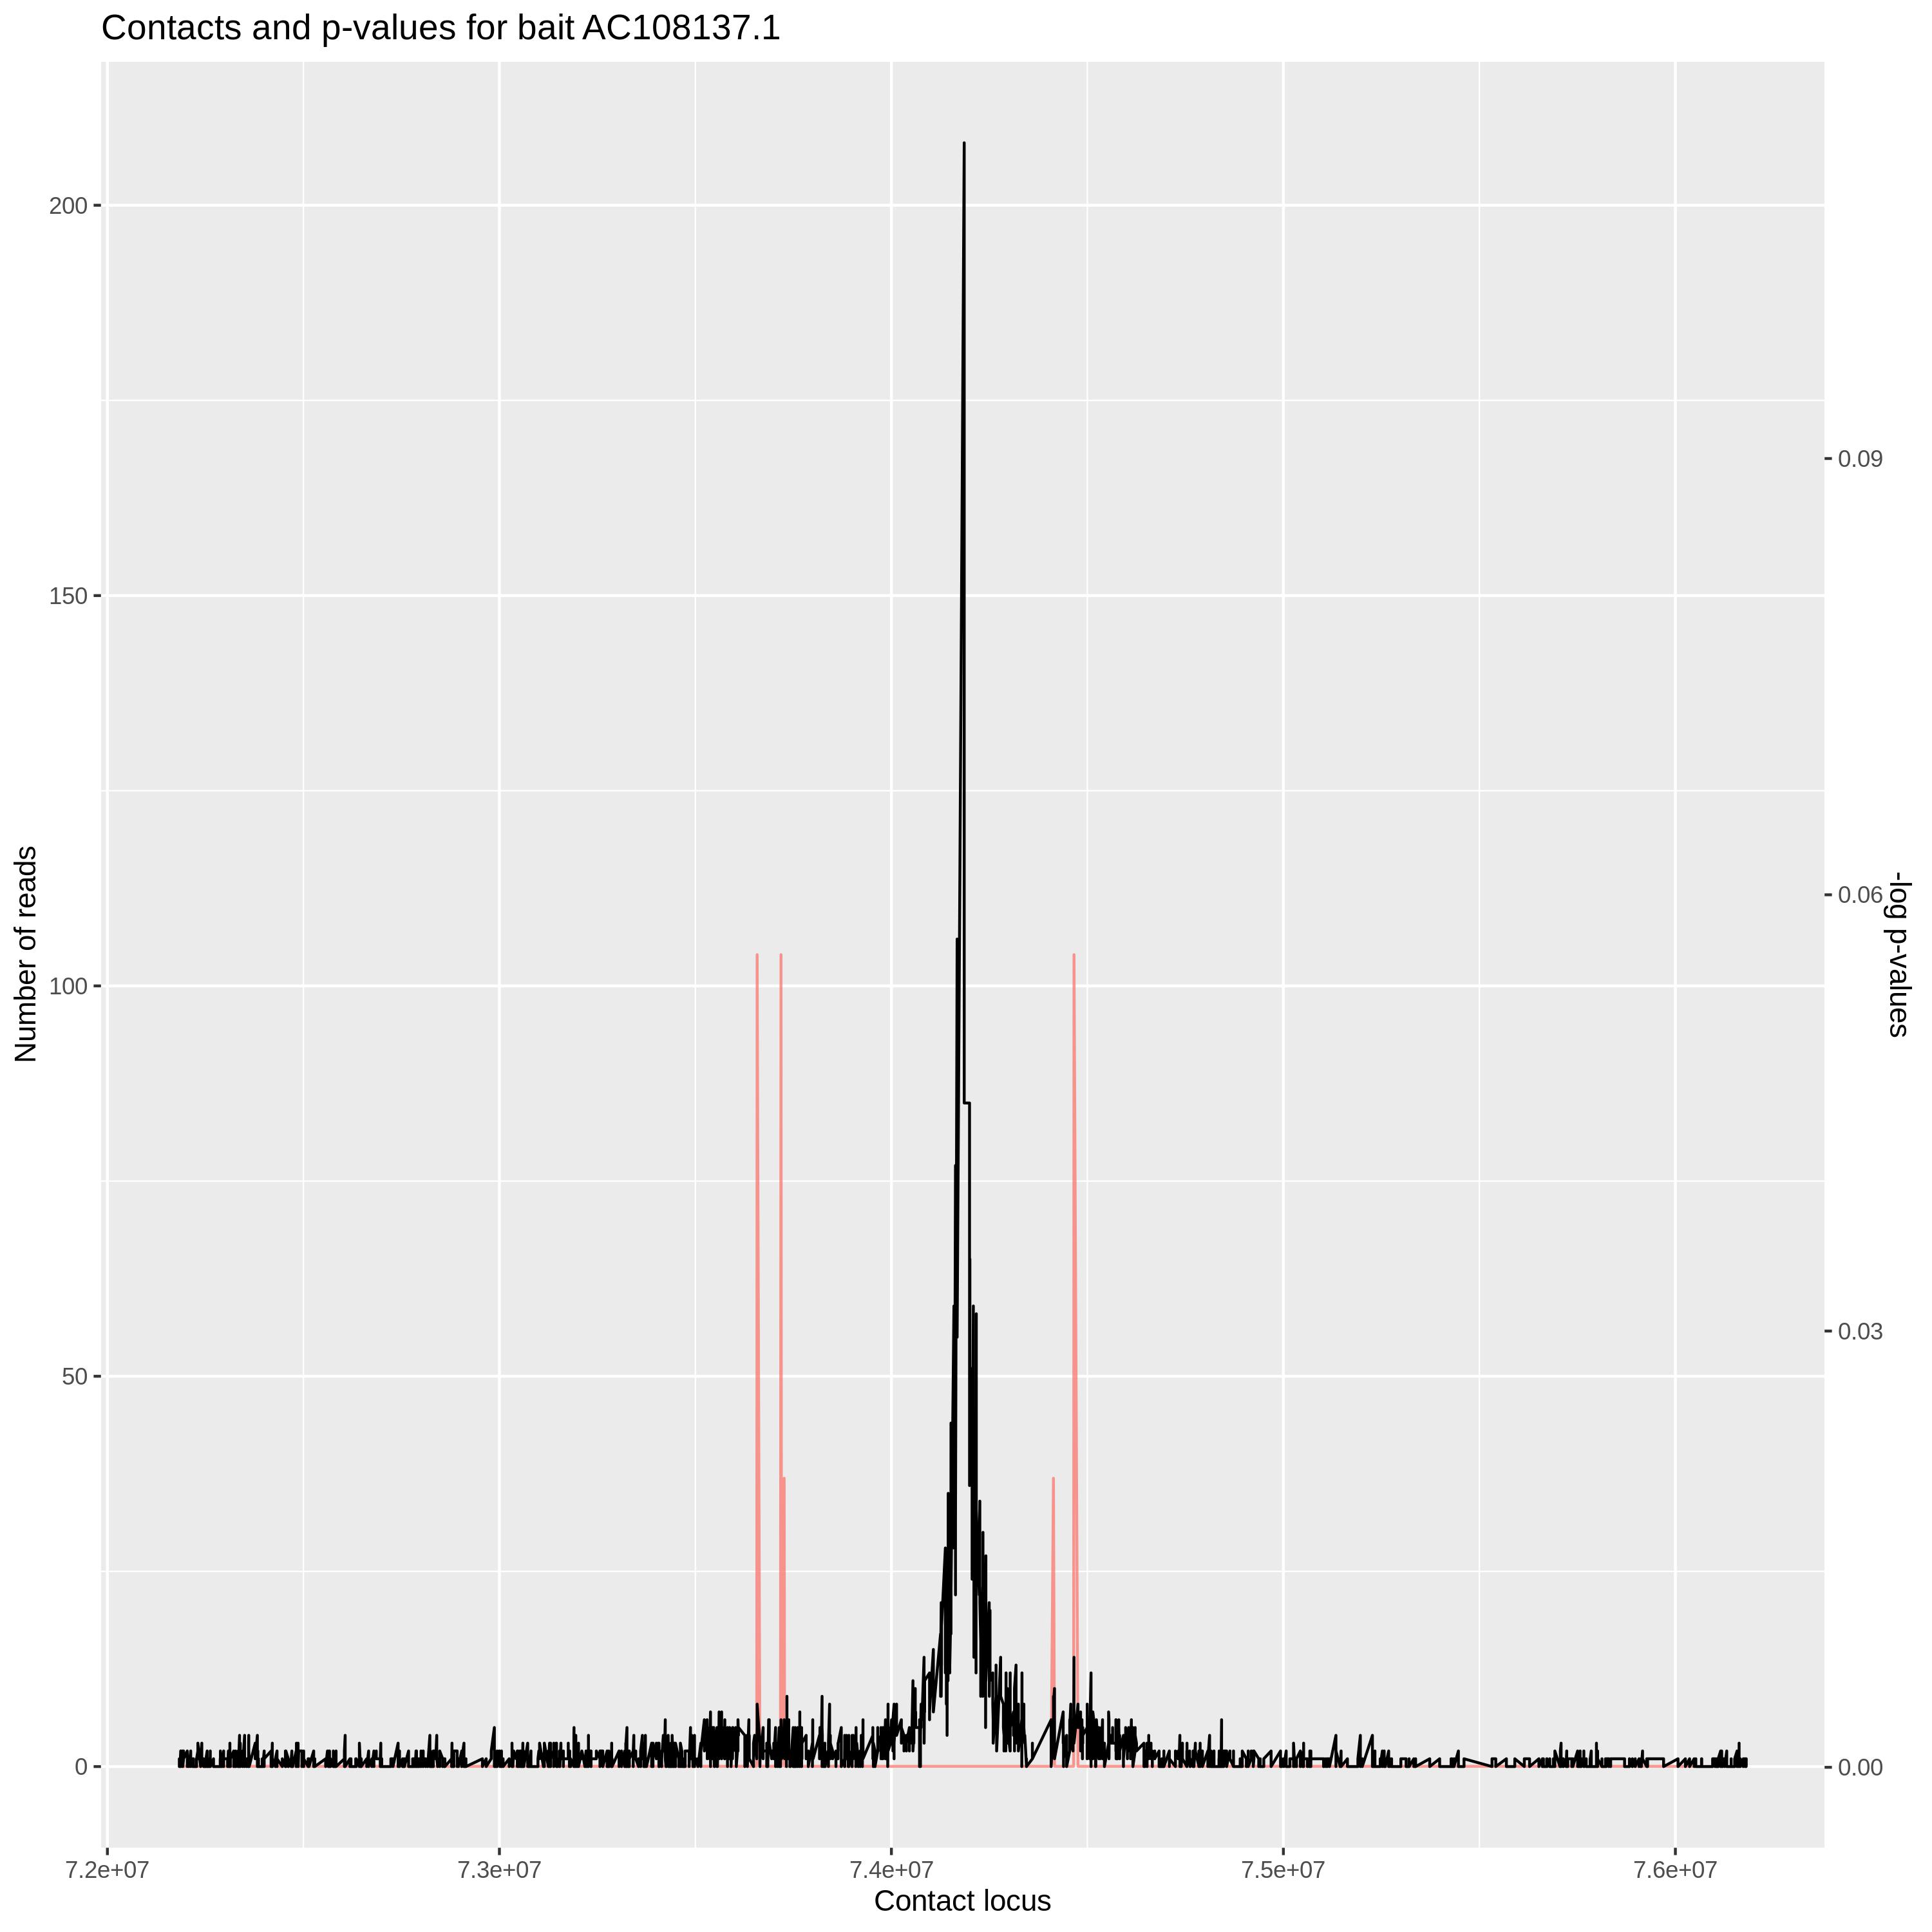 Contacts and p-values for bait AC108137.1
200
150
100
50
0
Number of reads
0.09
0.06
0.03
0.00
-log p-values
7.2e+07 7.3e+07 7.4e+07 7.5e+07 7.6e+07
Contact locus